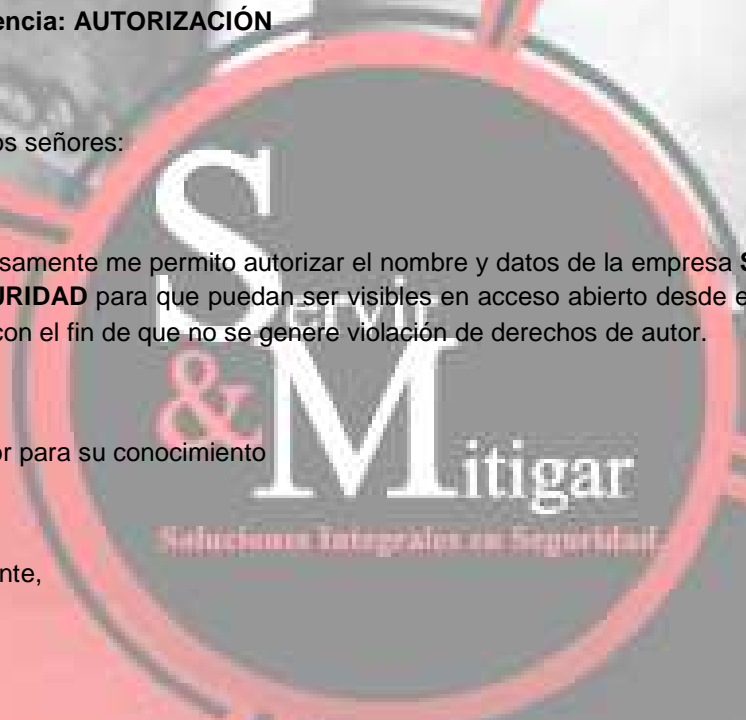 encia: AUTORIZACIÓN
os señores:
samente me permito autorizar el nombre y datos de la empresa S
URIDAD para que puedan ser visibles en acceso abierto desde e
con el fin de que no se genere violación de derechos de autor.
or para su conocimiento
nte,
Servir
& Mitigar
Soluciones Integrales en Seguridad